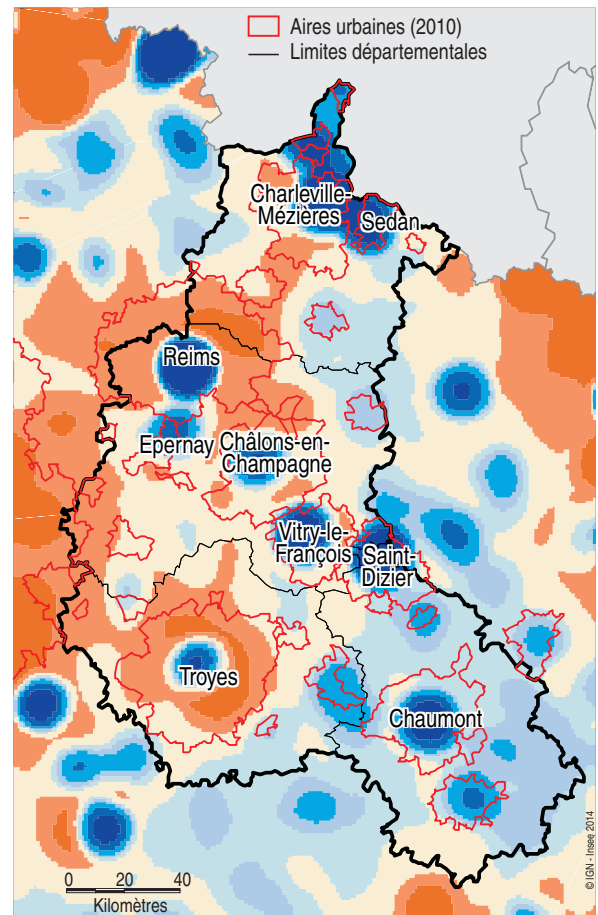 Aires urbaines (2010)
Limites départementales
Charleville-
Mézières
Sedan
Reims
Epernay
Châlons-en-
Champagne
Vitry-le-
François
Saint-
Dizier
Troyes
Chaumont
0 20 40
Kilomètres
© IGN - Insee 2014